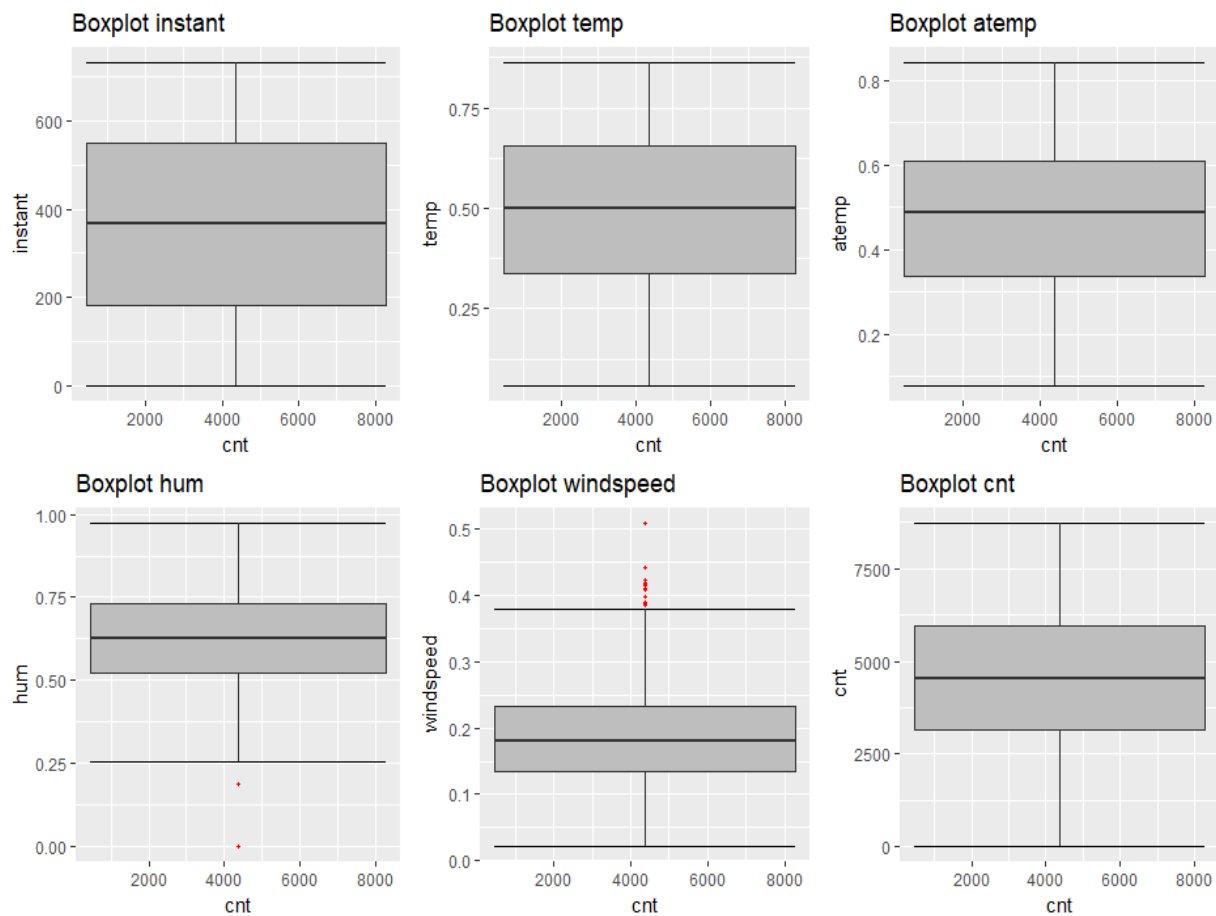 Boxplot instant
instant
600
400
200
0
2000 4000 6000 8000
cnt
Boxplot temp
temp
0.75
0.50
0.25
2000 4000 6000 8000
cnt
Boxplot atemp
atemp
0.8
0.6
0.4
0.2
2000 4000 6000 8000
cnt
Boxplot hum
hum
1.00
0.75
0.50
0.25
0.00
2000 4000 6000 8000
cnt
Boxplot windspeed
windspeed
0.5
0.4
0.3
0.2
0.1
0.0
2000 4000 6000 8000
cnt
Boxplot cnt
cnt
7500
5000
2500
0
2000 4000 6000 8000
cnt